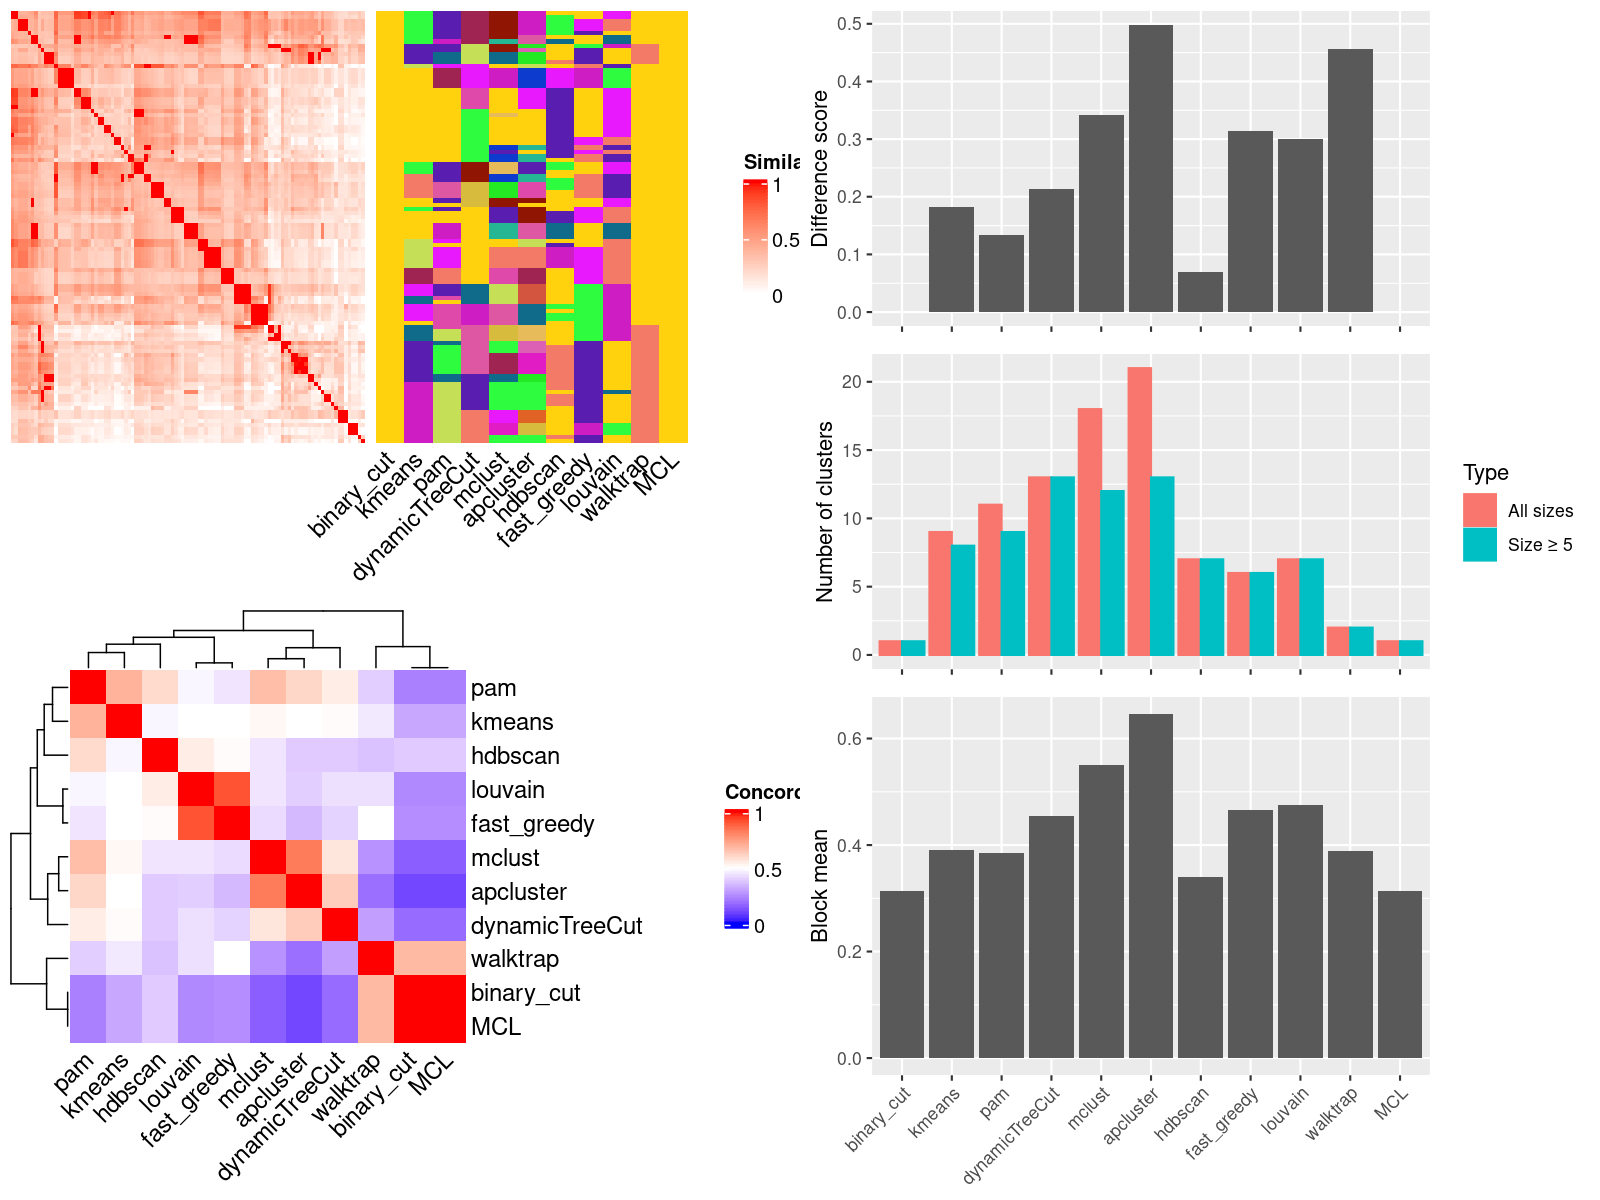 binary_cut
kmeans
pam
dynamicTreeCut
mclust
apcluster
hdbscan
fast_greedy
louvain
walktrap
MCL
Simila
1
0.5
0
pam
kmeans
hdbscan
louvain
fast_greedy
mclust
apcluster
dynamicTreeCut
walktrap
binary_cut
MCL
pam
kmeans
hdbscan
louvain
fast_greedy
mclust
apcluster
dynamicTreeCut
walktrap
binary_cut
MCL
Concord
1
0.5
0
Difference score
0.5
0.4
0.3
0.2
0.1
0.0
Number of clusters
20
15
10
5
0
Type
All sizes
Size ≥ 5
Block mean
0.6
0.4
0.2
0.0
binary_cut
kmeans
pam
dynamicTreeCut
mclust
apcluster
hdbscan
fast_greedy
louvain
walktrap
MCL